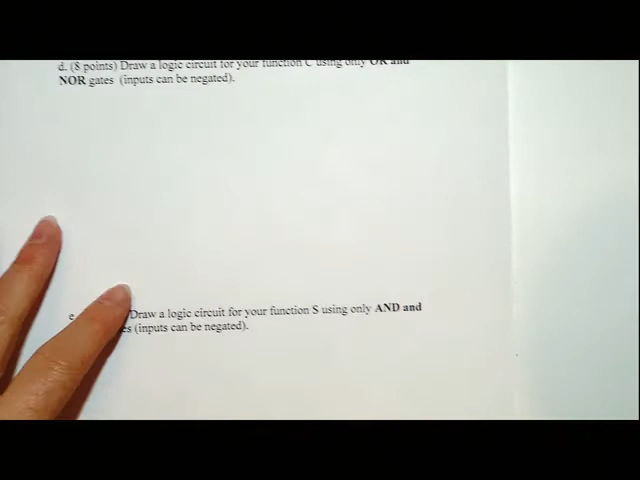 d. (8 points) Draw a logic circuit for your function C using only OR and
NOR gates (inputs can be negated).
e Draw a logic circuit for your function S using only AND and
(inputs can be negated).